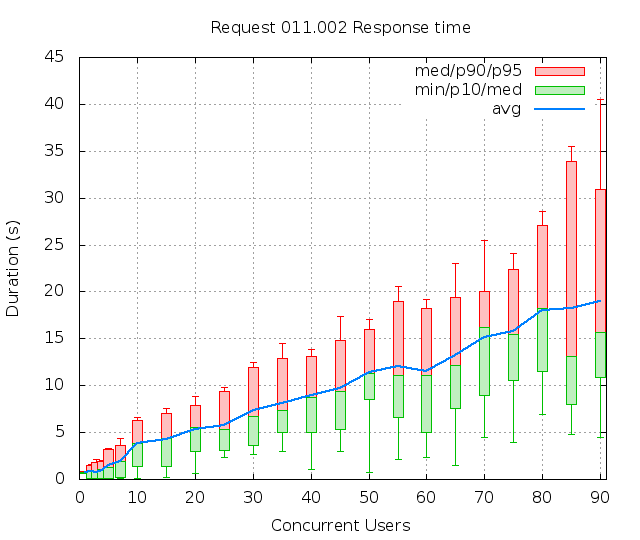 Request 011.002 Response time
med/p90/p95
min/p10/med
avg
45
40
35
30
25
20
15
10
5
0
Duration (s)
0 10 20 30 40 50 60 70 80 90
Concurrent Users